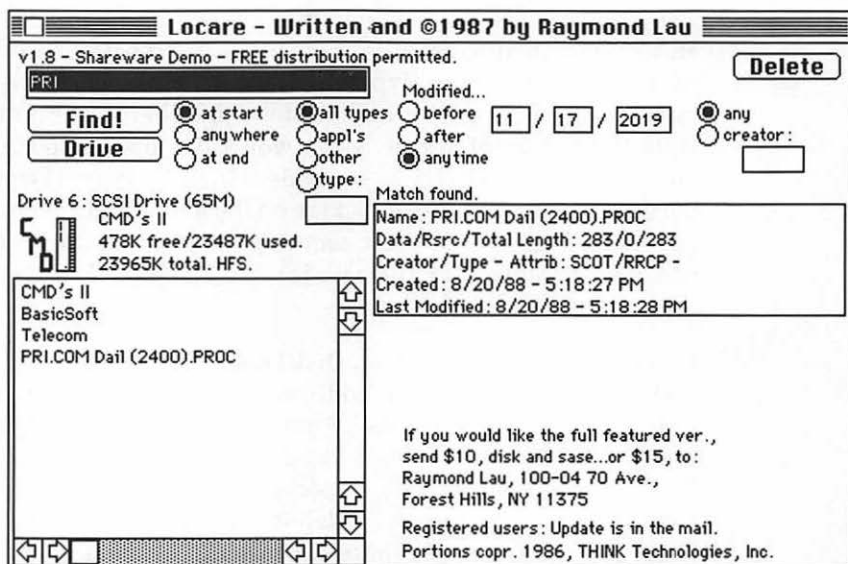 Locare - Written and ©1987 by Raymond Lau
v1.8 - Shareware Demo - FREE distribution permitted.
Delete
PRI
Modified...
Find!
Drive
at start
anywhere
at end
all types
appl's
other
type:
before
after
anytime
11 / 17 / 2019
any
creator:
Drive 6: SCSI Drive (65M)
CMD's II
478K free/23487K used.
23965K total. HFS.
CMD
Match found.
Name: PRI.COM Dail (2400).PROC
Data/Rsrc/Total Length: 283/0/283
Creator/Type - Attrib: SCOT/RRCP -
Created: 8/20/88 - 5:18:27 PM
Last Modified: 8/20/88 - 5:18:28 PM
CMD's II
BasicSoft
Telecom
PRI.COM Dail (2400).PROC
If you would like the full featured ver.,
send $10, disk and sase...or $15, to:
Raymond Lau, 100-04 70 Ave.,
Forest Hills, NY 11375
Registered users: Update is in the mail.
Portions copr. 1986, THINK Technologies, Inc.